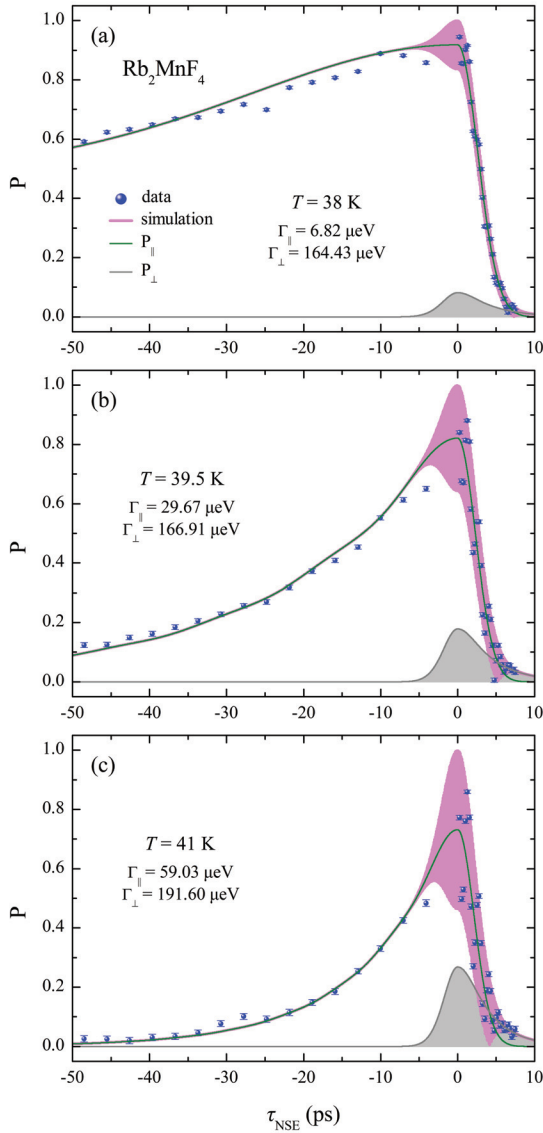 (a)
Rb₂MnF₄
data
simulation
P∥
P⊥
T = 38 K
Γ∥ = 6.82 μeV
Γ⊥ = 164.43 μeV
P
1.0
0.8
0.6
0.4
0.2
0.0
-50 -40 -30 -20 -10 0 10
(b)
T = 39.5 K
Γ∥ = 29.67 μeV
Γ⊥ = 166.91 μeV
P
1.0
0.8
0.6
0.4
0.2
0.0
-50 -40 -30 -20 -10 0 10
(c)
T = 41 K
Γ∥ = 59.03 μeV
Γ⊥ = 191.60 μeV
P
1.0
0.8
0.6
0.4
0.2
0.0
-50 -40 -30 -20 -10 0 10
τNSE (ps)